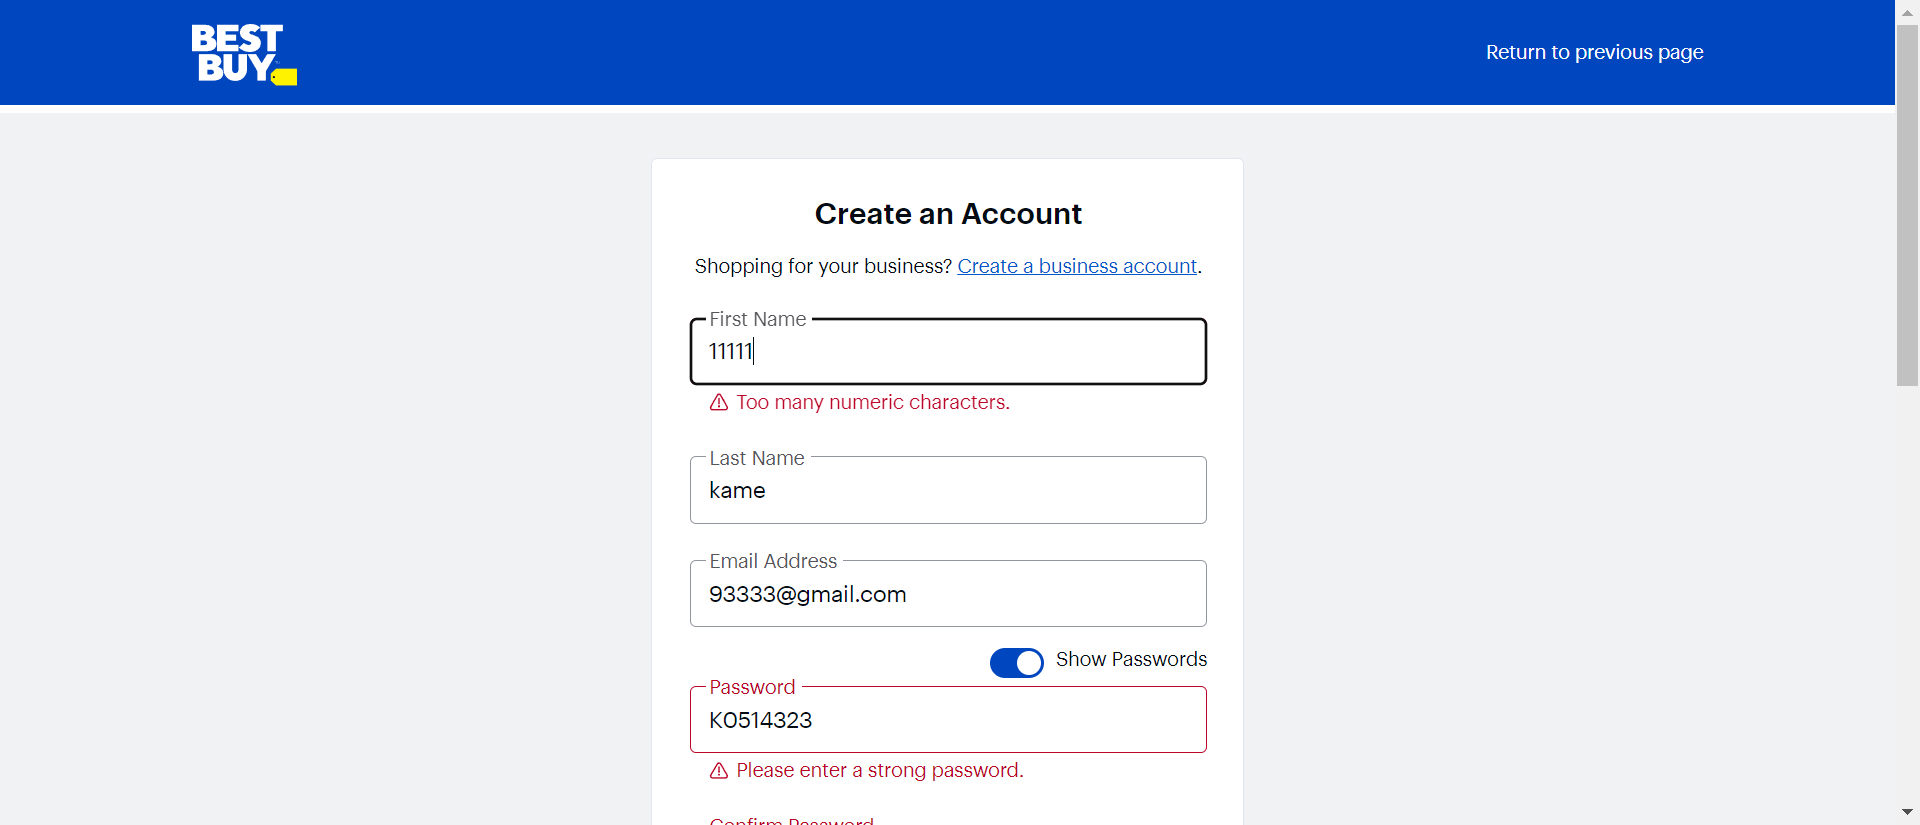 BEST
BUY
Return to previous page
Create an Account
Shopping for your business? Create a business account.
First Name
11111
Too many numeric characters.
Last Name
kame
Email Address
93333@gmail.com
Show Passwords
Password
K0514323
Please enter a strong password.
Confirm Password